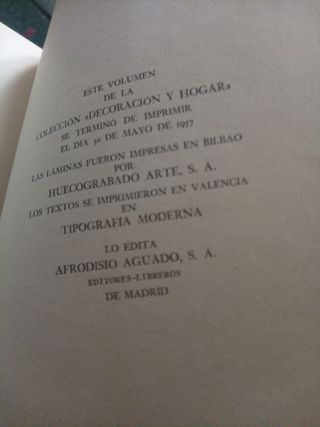 ESTE VOLUMEN
DE LA
COLECCIÓN «DECORACIÓN Y HOGAR»
SE TERMINÓ DE IMPRIMIR
EL DIA 30 DE MAYO DE 1957
LAS LÁMINAS FUERON IMPRESAS EN BILBAO
POR
HUECOGRABADO ARTE, S. A.
LOS TEXTOS SE IMPRIMIERON EN VALENCIA
EN
TIPOGRAFÍA MODERNA
LO EDITA
AFRODISIO AGUADO, S. A.
EDITORES-LIBREROS
DE MADRID